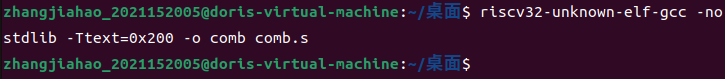 zhangjiahao_2021152005@doris-virtual-machine:~/桌面$ riscv32-unknown-elf-gcc -no
stdlib -Ttext=0x200 -o comb comb.s
zhangjiahao_2021152005@doris-virtual-machine:~/桌面$